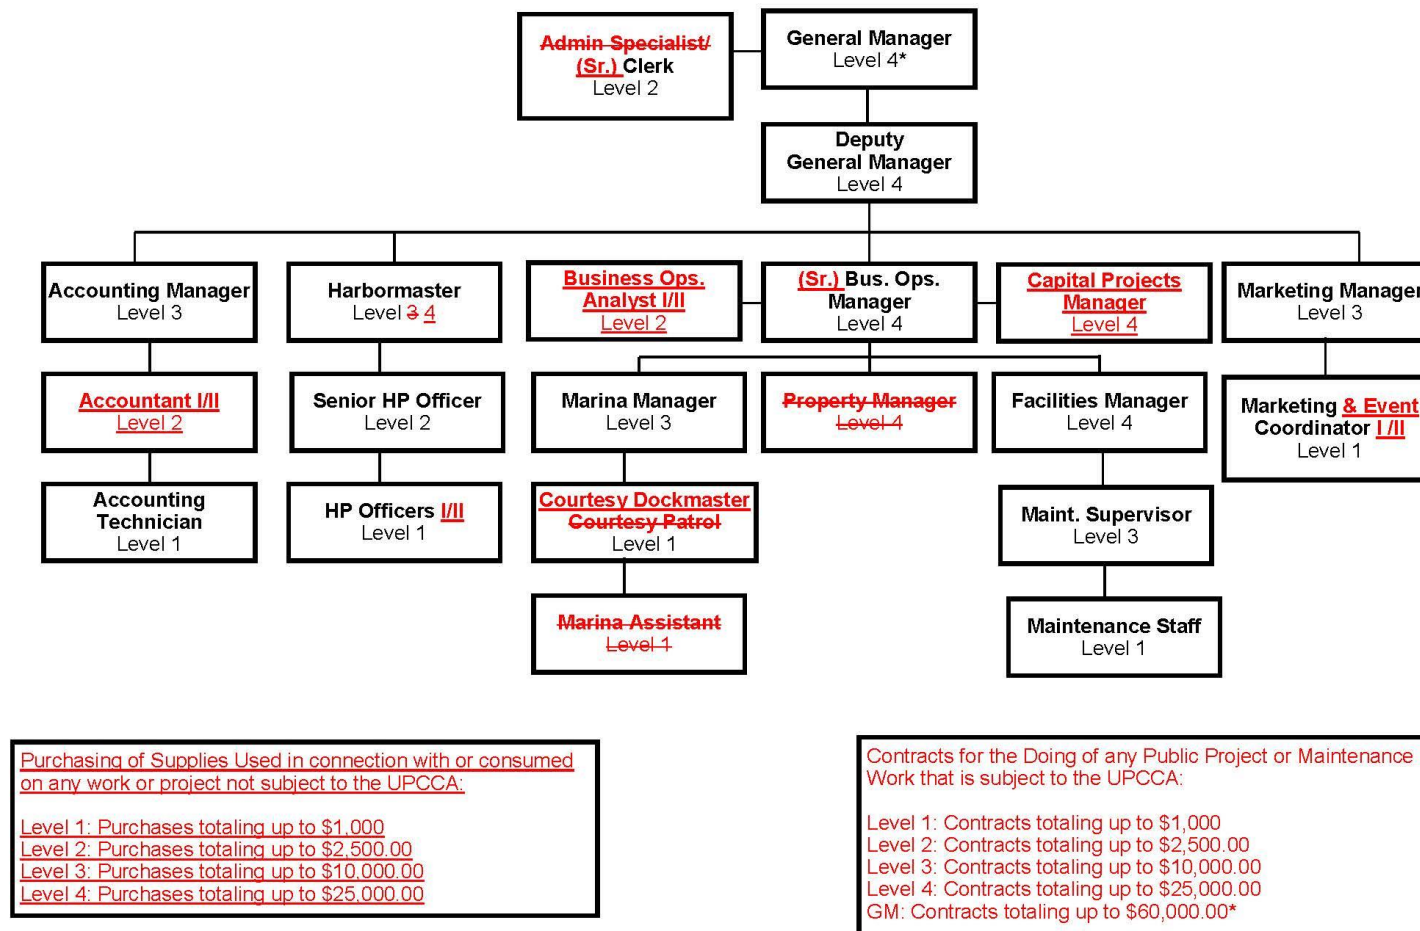 Admin Specialist/
(Sr.) Clerk
Level 2
General Manager
Level 4*
Deputy
General Manager
Level 4
Accounting Manager
Level 3
Harbormaster
Level 3 4
Business Ops.
Analyst I/II
Level 2
(Sr.) Bus. Ops.
Manager
Level 4
Capital Projects
Manager
Level 4
Marketing Manager
Level 3
Accountant I/II
Level 2
Senior HP Officer
Level 2
Marina Manager
Level 3
Property Manager
Level 4
Facilities Manager
Level 4
Marketing & Event
Coordinator I /II
Level 1
Accounting
Technician
Level 1
HP Officers I/II
Level 1
Courtesy Dockmaster
Courtesy Patrol
Level 1
Maint. Supervisor
Level 3
Marina Assistant
Level 1
Maintenance Staff
Level 1
Purchasing of Supplies Used in connection with or consumed
on any work or project not subject to the UPCCA:
Level 1: Purchases totaling up to $1,000
Level 2: Purchases totaling up to $2,500.00
Level 3: Purchases totaling up to $10,000.00
Level 4: Purchases totaling up to $25,000.00
Contracts for the Doing of any Public Project or Maintenance
Work that is subject to the UPCCA:
Level 1: Contracts totaling up to $1,000
Level 2: Contracts totaling up to $2,500.00
Level 3: Contracts totaling up to $10,000.00
Level 4: Contracts totaling up to $25,000.00
GM: Contracts totaling up to $60,000.00*